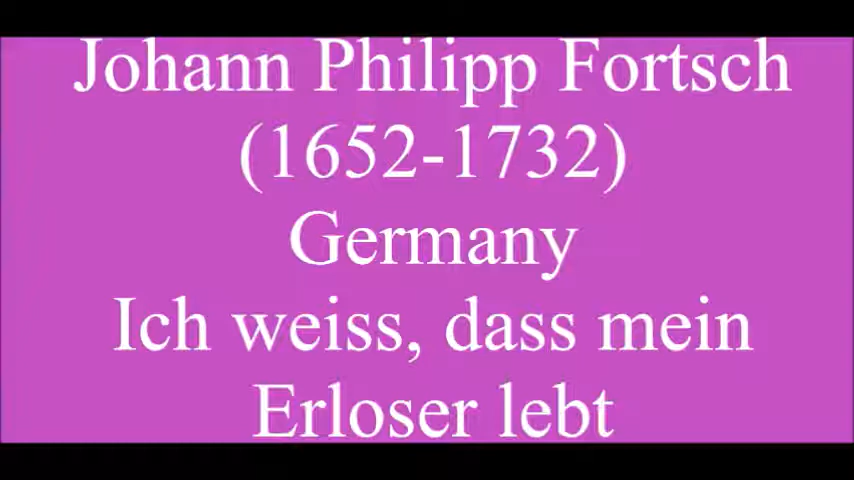 Johann Philipp Fortsch
(1652-1732)
Germany
Ich weiss, dass mein
Erloser lebt